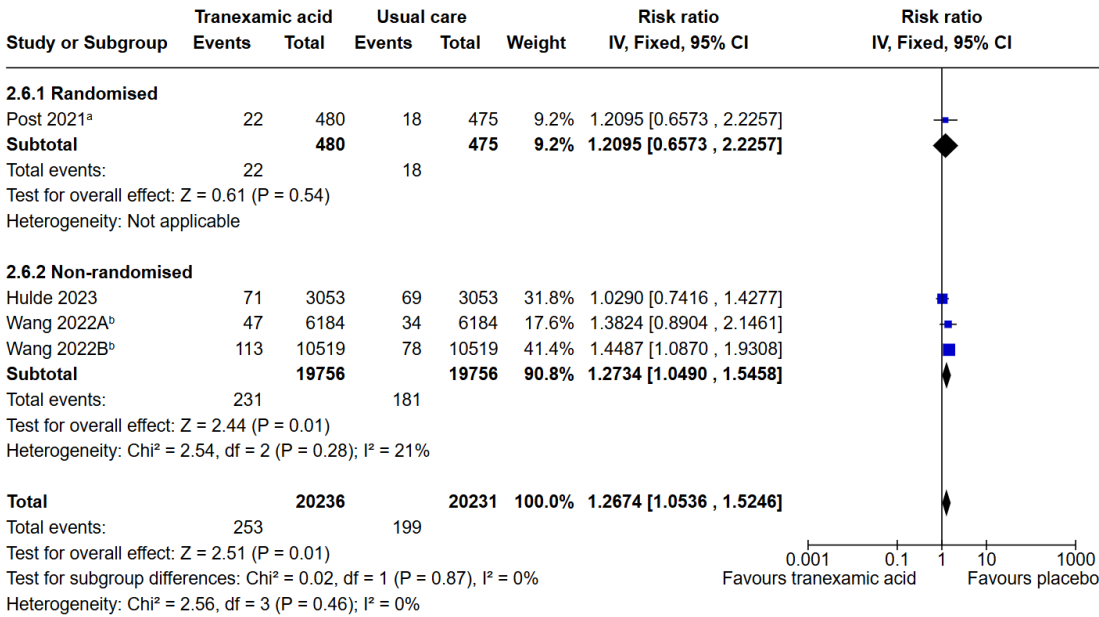 Tranexamic acid Usual care Risk ratio Risk ratio
Study or Subgroup Events Total Events Total Weight IV, Fixed, 95% CI IV, Fixed, 95% CI
2.6.1 Randomised
Post 2021ᵃ 22 480 18 475 9.2% 1.2095 [0.6573 , 2.2257]
Subtotal 480 475 9.2% 1.2095 [0.6573 , 2.2257]
Total events: 22 18
Test for overall effect: Z = 0.61 (P = 0.54)
Heterogeneity: Not applicable
2.6.2 Non-randomised
Hulde 2023 71 3053 69 3053 31.8% 1.0290 [0.7416 , 1.4277]
Wang 2022Aᵇ 47 6184 34 6184 17.6% 1.3824 [0.8904 , 2.1461]
Wang 2022Bᵇ 113 10519 78 10519 41.4% 1.4487 [1.0870 , 1.9308]
Subtotal 19756 19756 90.8% 1.2734 [1.0490 , 1.5458]
Total events: 231 181
Test for overall effect: Z = 2.44 (P = 0.01)
Heterogeneity: Chi² = 2.54, df = 2 (P = 0.28); I² = 21%
Total 20236 20231 100.0% 1.2674 [1.0536 , 1.5246]
Total events: 253 199
Test for overall effect: Z = 2.51 (P = 0.01)
0.001 0.1 1 10 1000
Test for subgroup differences: Chi² = 0.02, df = 1 (P = 0.87), I² = 0% Favours tranexamic acid Favours placebo
Heterogeneity: Chi² = 2.56, df = 3 (P = 0.46); I² = 0%